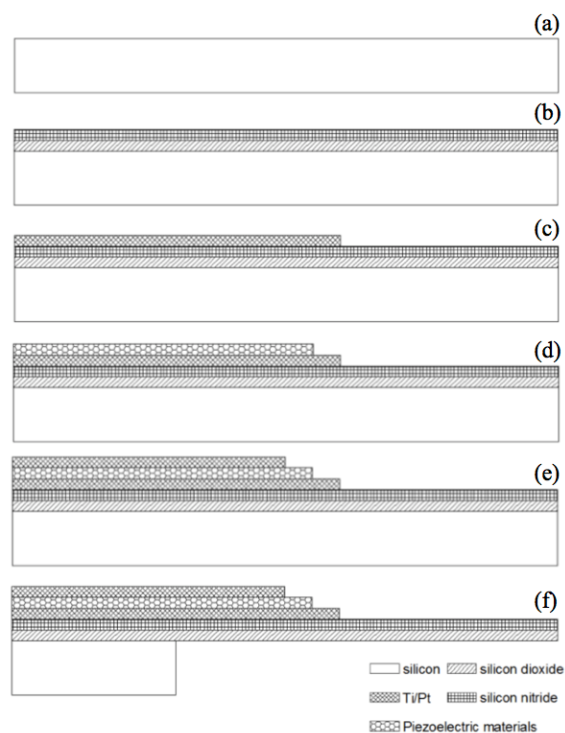 (a)
(b)
(c)
(d)
(e)
(f)
silicon silicon dioxide
Ti/Pt silicon nitride
Piezoelectric materials